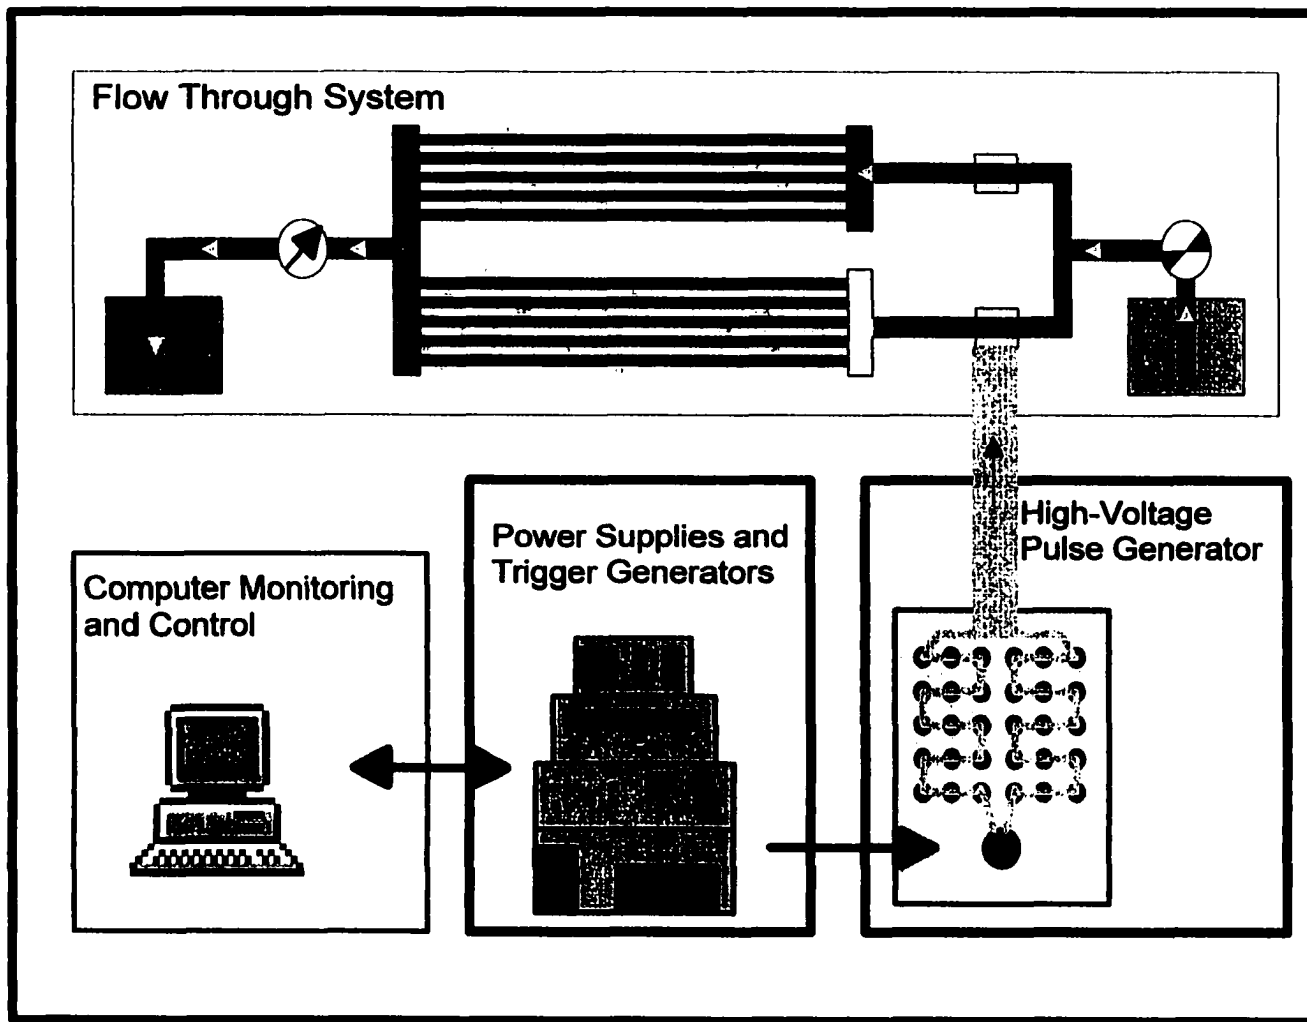 Flow Through System
Power Supplies and
Trigger Generators
High-Voltage
Pulse Generator
Computer Monitoring
and Control